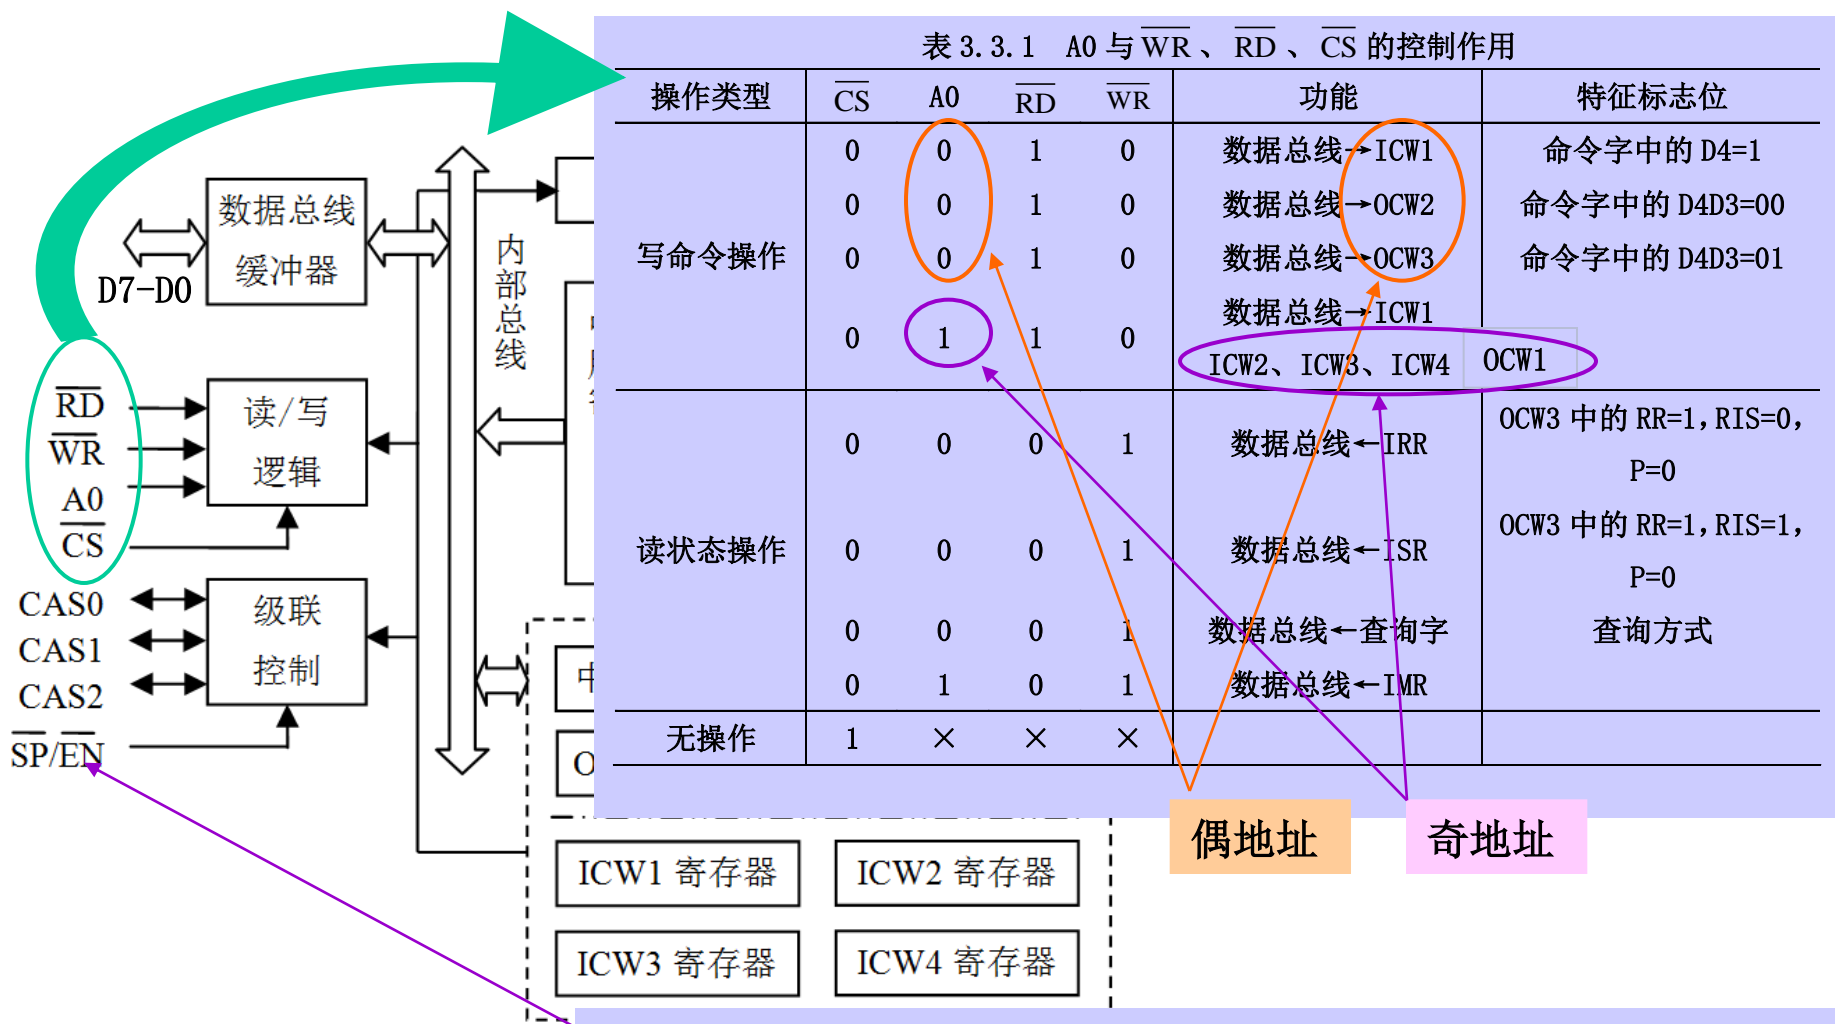 表 3.3.1 A0 与 WR 、 RD 、 CS 的控制作用
操作类型 CS A0 RD WR 功能 特征标志位
写命令操作
0 0 1 0 数据总线→ICW1 命令字中的 D4=1
0 0 1 0 数据总线→OCW2 命令字中的 D4D3=00
0 0 1 0 数据总线→OCW3 命令字中的 D4D3=01
0 1 1 0 数据总线→ICW1
ICW2、ICW3、ICW4 OCW1
读状态操作
0 0 0 1 数据总线←IRR OCW3 中的 RR=1,RIS=0,
P=0
0 0 0 1 数据总线←ISR OCW3 中的 RR=1,RIS=1,
P=0
0 0 0 1 数据总线←查询字 查询方式
0 1 0 1 数据总线←IMR
无操作 1 × × ×
偶地址
奇地址
数据总线
缓冲器
D7-D0
内部总线
RD
WR
A0
CS
读/写
逻辑
CAS0
CAS1
CAS2
SP/EN
级联
控制
ICW1 寄存器
ICW2 寄存器
ICW3 寄存器
ICW4 寄存器